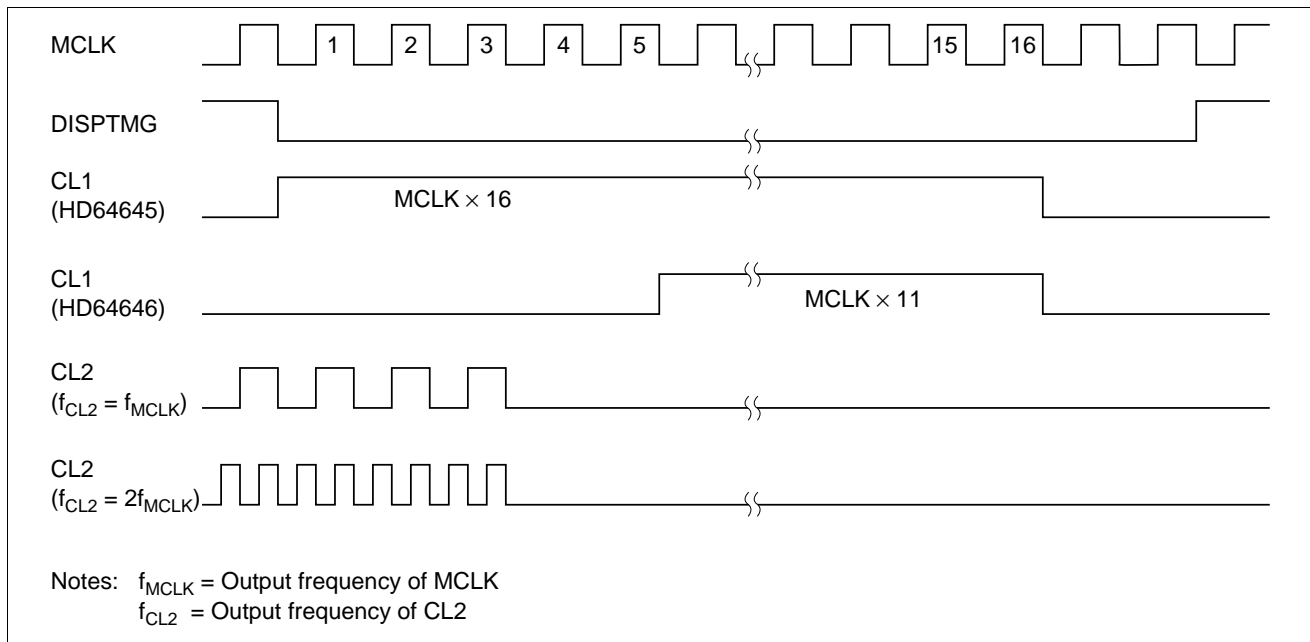 MCLK 1 2 3 4 5 15 16
DISPTMG
CL1
(HD64645)
MCLK × 16
CL1
(HD64646)
MCLK × 11
CL2
(fCL2 = fMCLK)
CL2
(fCL2 = 2fMCLK)
Notes: fMCLK = Output frequency of MCLK
fCL2 = Output frequency of CL2